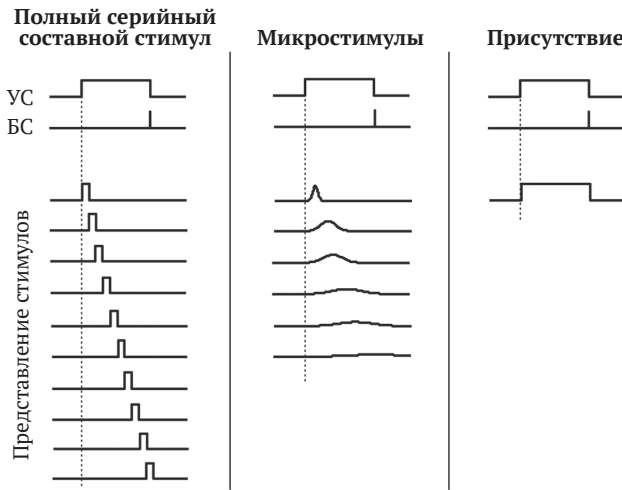 Полный серийный
составной стимул
Микростимулы
Присутствие
УС
БС
Представление стимулов